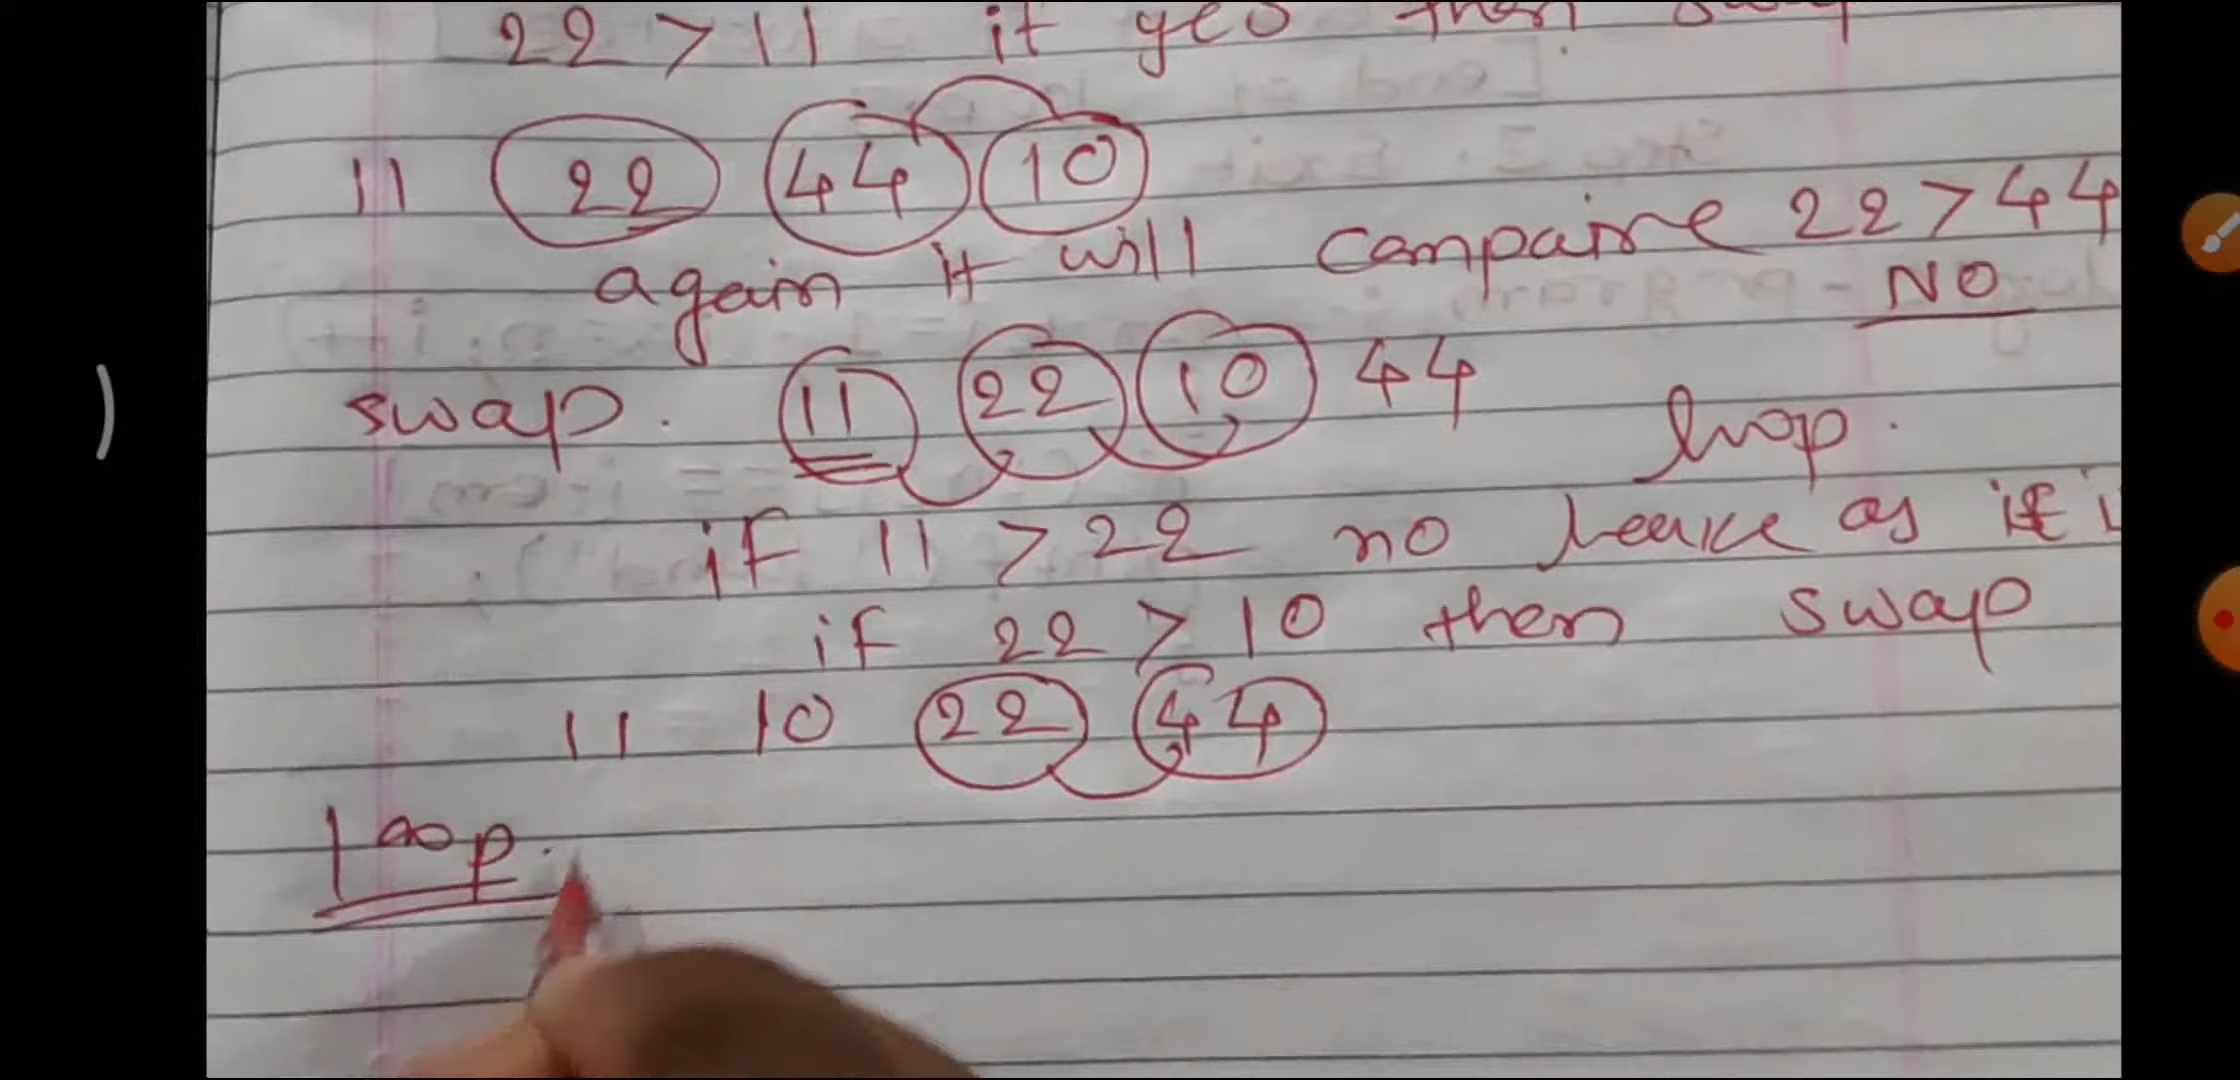 22 > 11 if yes then swap
11 22 44 10
again it will compaire 22 > 44
NO
swap. 11 22 10 44
loop.
if 11 > 22 no leave as it i
if 22 > 10 then swap
11 10 22 44
Loop.